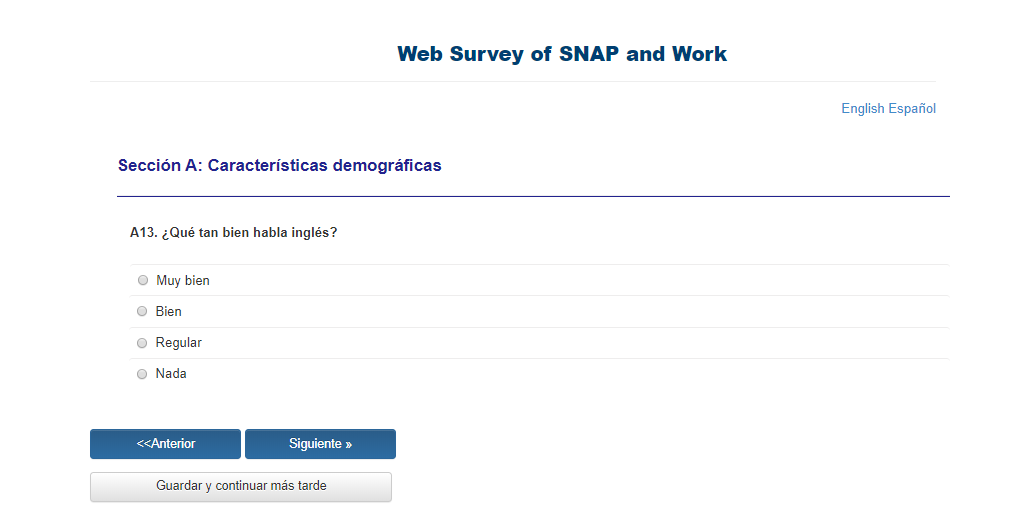 Web Survey of SNAP and Work
English Español
Sección A: Características demográficas
A13. ¿Qué tan bien habla inglés?
Muy bien
Bien
Regular
Nada
<<Anterior
Siguiente »
Guardar y continuar más tarde